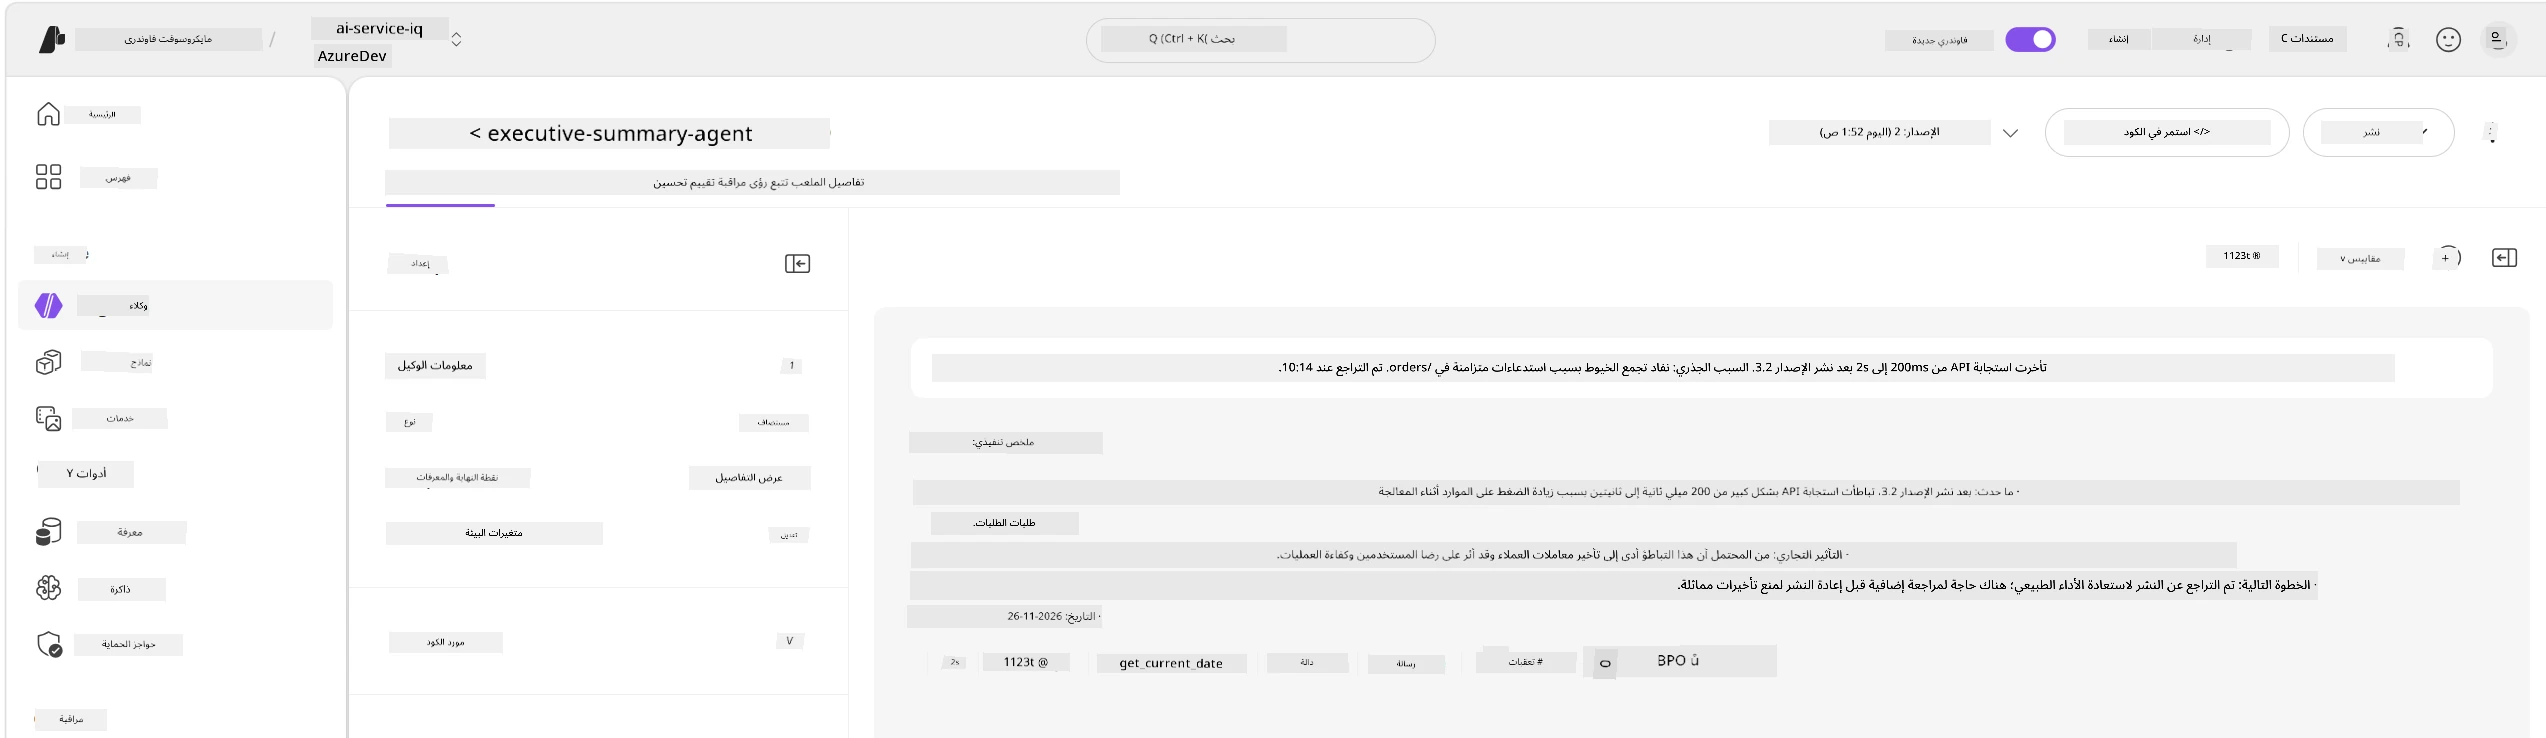 مايكروسوفت فاوندري / ai-service-iq
AzureDev
بحث (Ctrl + K) Q
فاوندري جديدة
إنشاء
إدارة
مستندات C
الرئيسية
فهرس
إنشاء
وكلاء
نماذج
خدمات
أدوات Y
معرفة
ذاكرة
حواجز الحماية
مراقبة
< executive-summary-agent
الإصدار: 2 (اليوم 1:52 ص)
</> استمر في الكود
نشر
تفاصيل الملعب تتبع رؤى مراقبة تقييم تحسين
إعداد
معلومات الوكيل
1
نوع
مستضاف
نقطة النهاية والمعرفات
عرض التفاصيل
متغيرات البيئة
مورد الكود
V
1123t ®
مقاييس v
+
تأخرت استجابة API من 200ms إلى 2s بعد نشر الإصدار 3.2. السبب الجذري: نفاد تجمع الخيوط بسبب استدعاءات متزامنة في /orders. تم التراجع عند 10:14.
ملخص تنفيذي:
· ما حدث: بعد نشر الإصدار 3.2، تباطأت استجابة API بشكل كبير من 200 ميلي ثانية إلى ثانيتين بسبب زيادة الضغط على الموارد أثناء المعالجة
طلبات الطلبات.
· التأثير التجاري: من المحتمل أن هذا التباطؤ أدى إلى تأخير معاملات العملاء وقد أثر على رضا المستخدمين وكفاءة العمليات.
· الخطوة التالية: تم التراجع عن النشر لاستعادة الأداء الطبيعي؛ هناك حاجة لمراجعة إضافية قبل إعادة النشر لمنع تأخيرات مماثلة.
· التاريخ: 2026-11-26
2s
1123t @
get_current_date
دالة
رسالة
# تعقبات
BPO ů